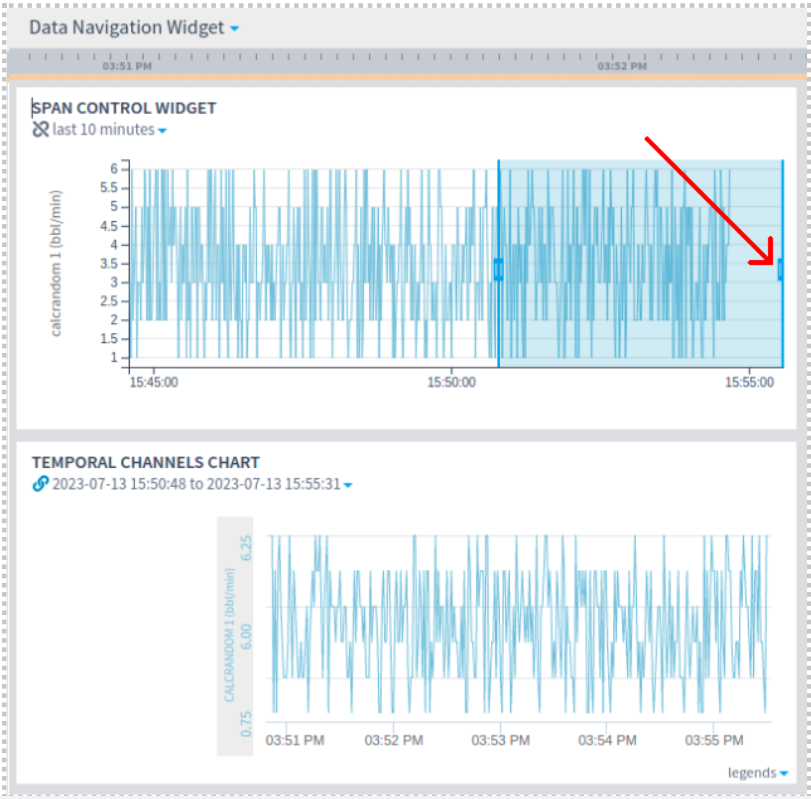 Data Navigation Widget
03:51 PM 03:52 PM
SPAN CONTROL WIDGET
last 10 minutes
calcrandom 1 (bbl/min)
6
5.5
5
4.5
4
3.5
3
2.5
2
1.5
1
15:45:00 15:50:00 15:55:00
TEMPORAL CHANNELS CHART
2023-07-13 15:50:48 to 2023-07-13 15:55:31
CALCRANDOM 1 (bbl/min)
6.25
6.00
0.75
03:51 PM 03:52 PM 03:53 PM 03:54 PM 03:55 PM
legends